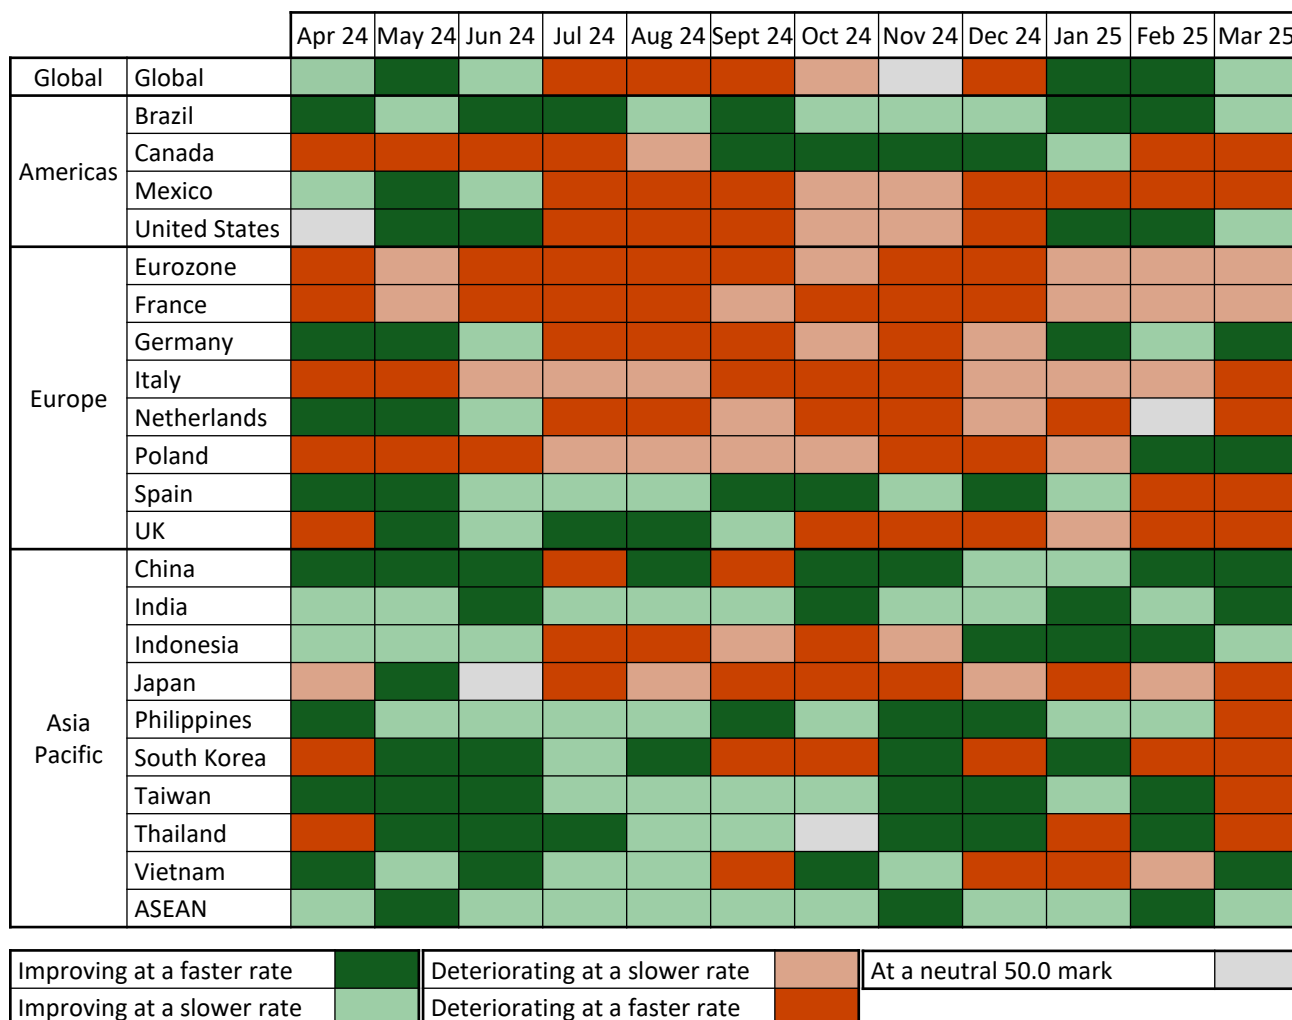 Apr 24 May 24 Jun 24 Jul 24 Aug 24 Sept 24 Oct 24 Nov 24 Dec 24 Jan 25 Feb 25 Mar 25
Global Global
Americas
Brazil
Canada
Mexico
United States
Europe
Eurozone
France
Germany
Italy
Netherlands
Poland
Spain
UK
Asia
Pacific
China
India
Indonesia
Japan
Philippines
South Korea
Taiwan
Thailand
Vietnam
ASEAN
Improving at a faster rate Deteriorating at a slower rate At a neutral 50.0 mark
Improving at a slower rate Deteriorating at a faster rate